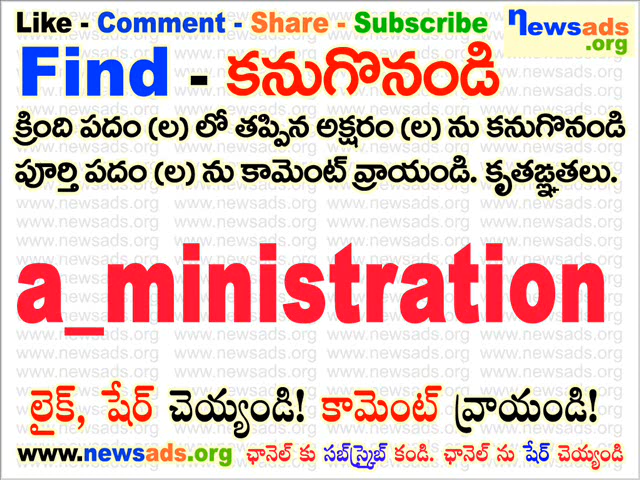 Like - Comment - Share - Subscribe
newsads
.org
Find - కనుగొనండి
క్రింది పదం (ల) లో తప్పిన అక్షరం (ల) ను కనుగొనండి
పూర్తి పదం (ల) ను కామెంట్ వ్రాయండి. కృతఙ్ఞతలు.
a_ministration
లైక్, షేర్ చెయ్యండి! కామెంట్ వ్రాయండి!
www.newsads.org ఛానెల్ కు సబ్‌స్క్రైబ్ కండి. ఛానెల్ ను షేర్ చెయ్యండి